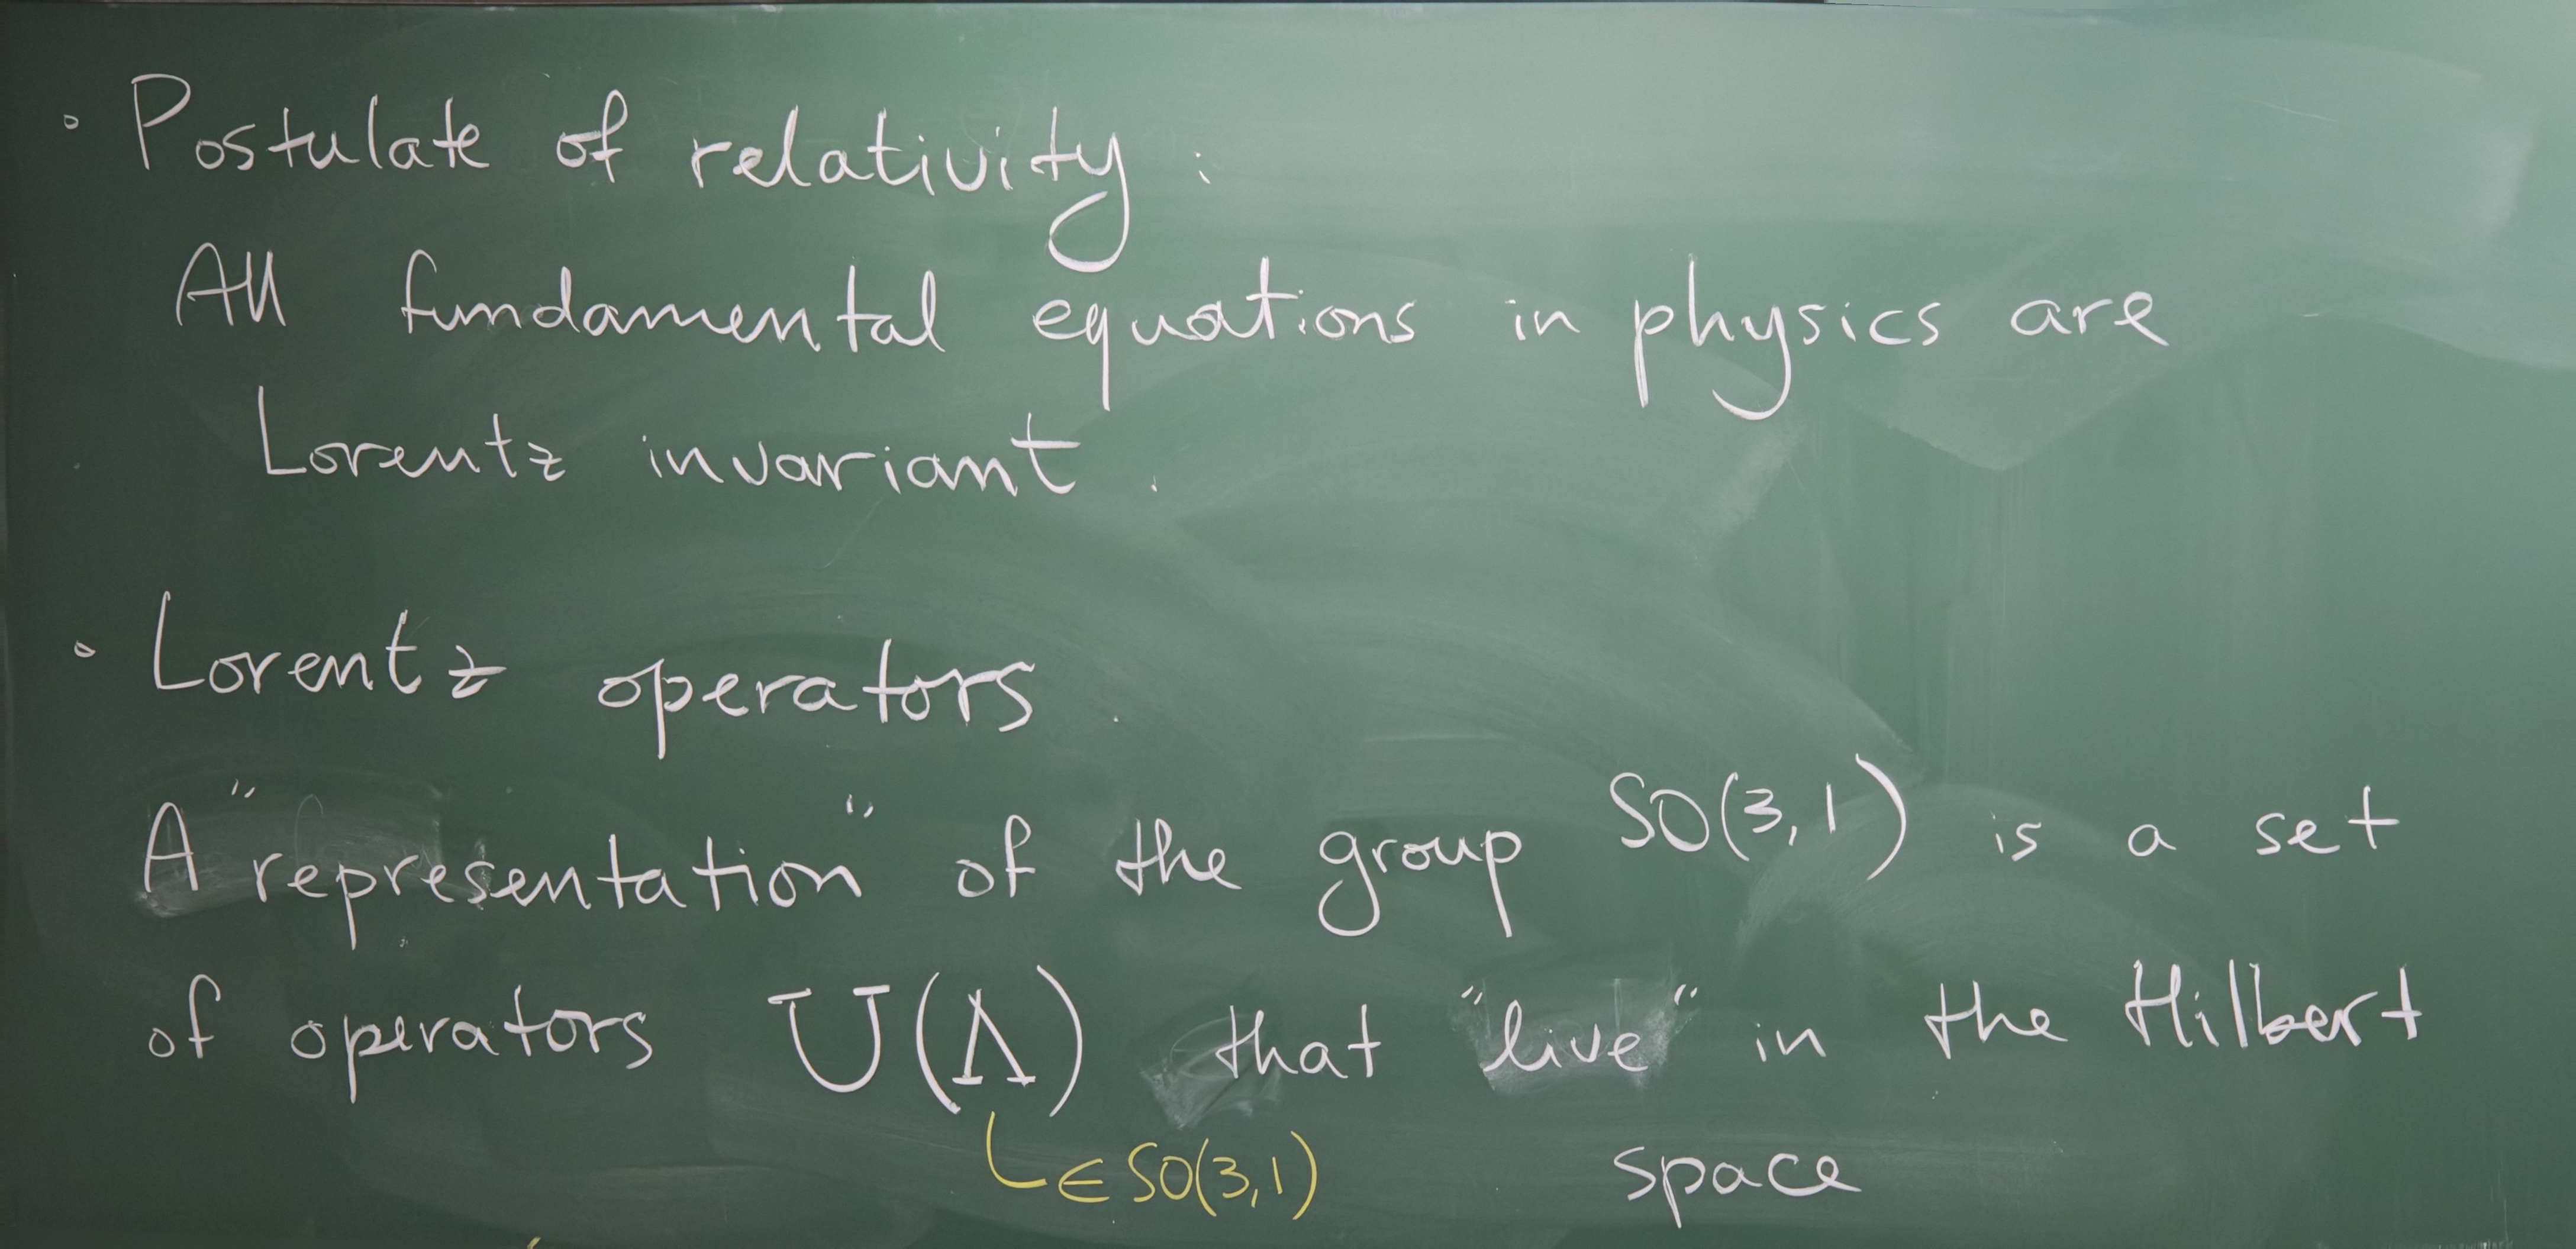 • Postulate of relativity :
All fundamental equations in physics are
Lorentz invariant .
• Lorentz operators .
A "representation" of the group SO(3,1) is a set
of operators U(Λ) that "live" in the Hilbert
∈ SO(3,1) space